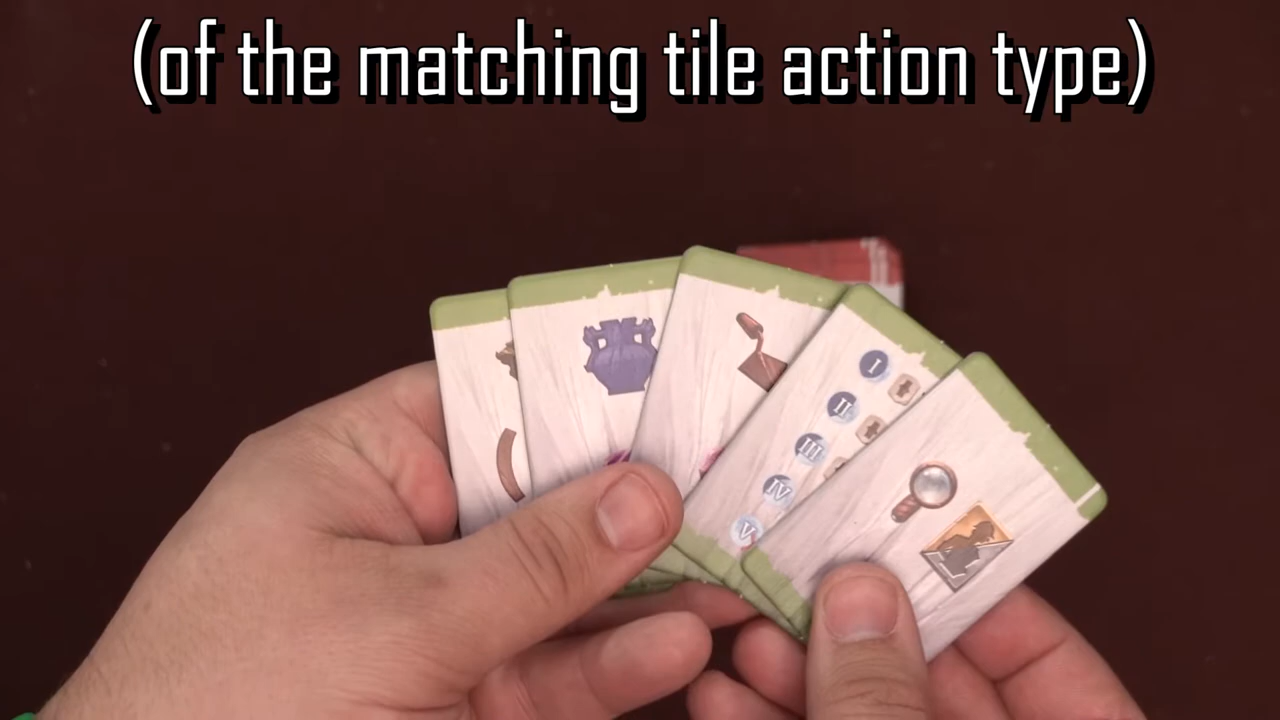 (of the matching tile action type)
I
II
III
IV
V